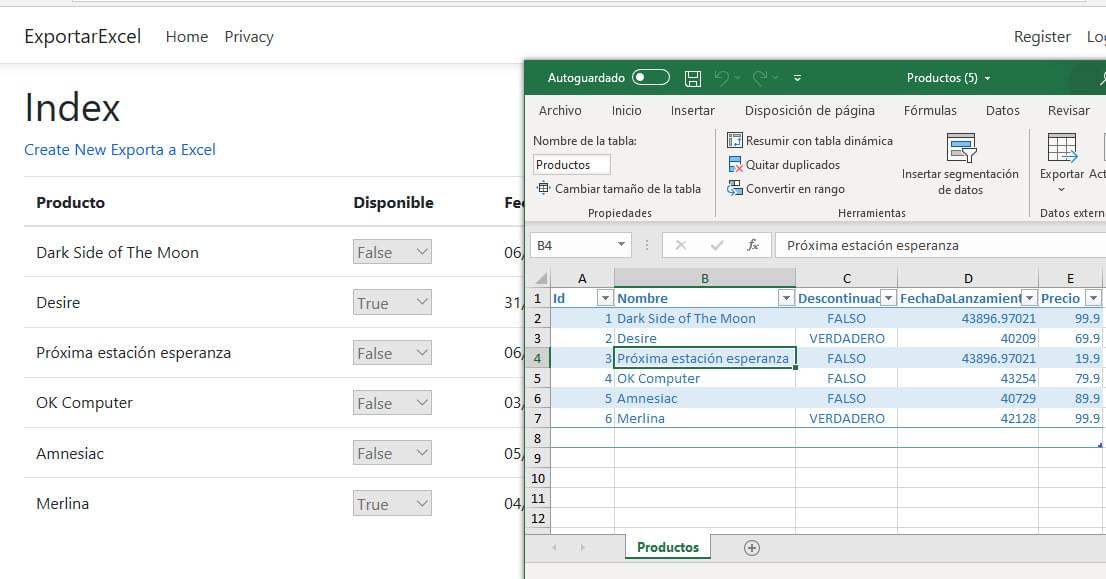 ExportarExcel Home Privacy Register
Index
Create New Exporta a Excel
Producto Disponible
Dark Side of The Moon False 06/
Desire True 31/
Próxima estación esperanza False 06/
OK Computer False 03/
Amnesiac False 05/
Merlina True 04/
Autoguardado Productos (5)
Archivo Inicio Insertar Disposición de página Fórmulas Datos Revisar
Nombre de la tabla:
Productos
Cambiar tamaño de la tabla
Propiedades
Resumir con tabla dinámica
Quitar duplicados
Convertir en rango
Insertar segmentación
de datos
Herramientas
Exportar
Datos extern
B4 fx Próxima estación esperanza
A B C D E
1 Id Nombre Descontinuad FechaDaLanzamient Precio
2 1 Dark Side of The Moon FALSO 43896.97021 99.9
3 2 Desire VERDADERO 40209 69.9
4 3 Próxima estación esperanza FALSO 43896.97021 19.9
5 4 OK Computer FALSO 43254 79.9
6 5 Amnesiac FALSO 40729 89.9
7 6 Merlina VERDADERO 42128 99.9
8
9
10
11
12
Productos